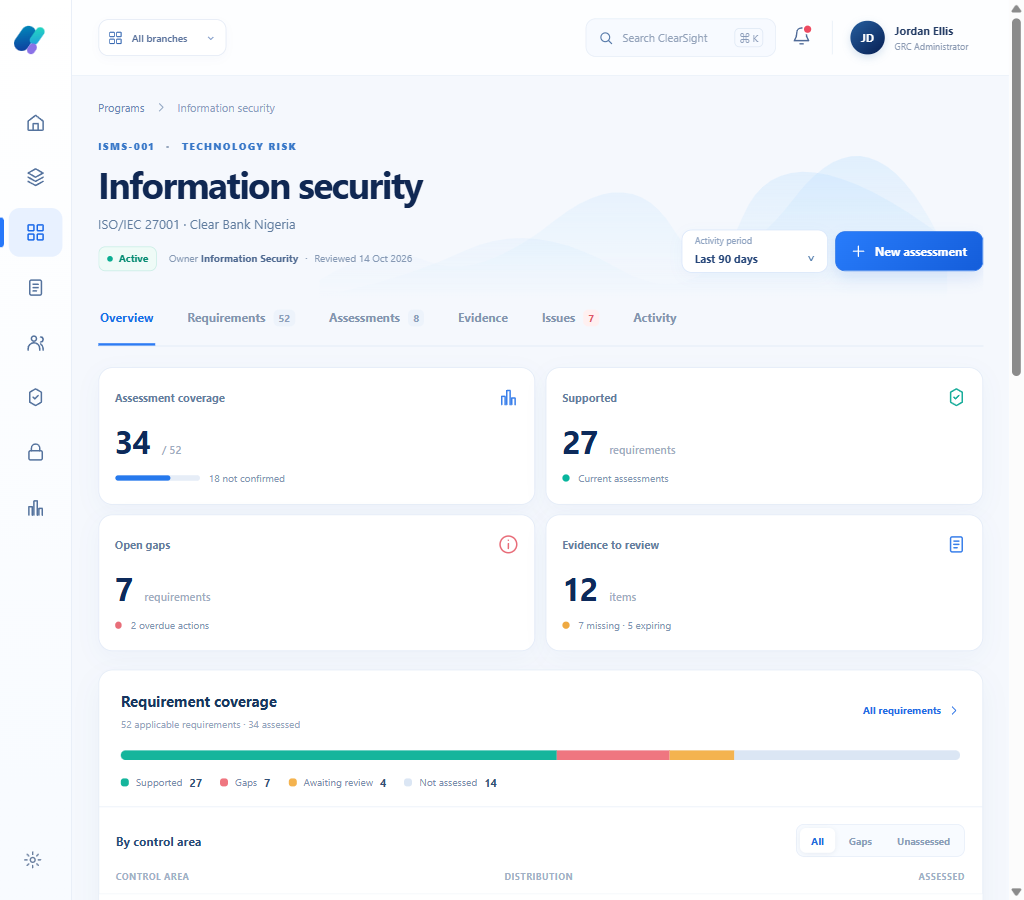 All branches
Search ClearSight
⌘ K
JD
Jordan Ellis
GRC Administrator
Programs
Information security
ISMS-001 · TECHNOLOGY RISK
Information security
ISO/IEC 27001 · Clear Bank Nigeria
Active
Owner Information Security · Reviewed 14 Oct 2026
Activity period
Last 90 days
New assessment
Overview
Requirements 52
Assessments 8
Evidence
Issues 7
Activity
Assessment coverage
34 / 52
18 not confirmed
Supported
27 requirements
Current assessments
Open gaps
7 requirements
2 overdue actions
Evidence to review
12 items
7 missing · 5 expiring
Requirement coverage
52 applicable requirements · 34 assessed
All requirements
Supported 27
Gaps 7
Awaiting review 4
Not assessed 14
By control area
All
Gaps
Unassessed
CONTROL AREA
DISTRIBUTION
ASSESSED